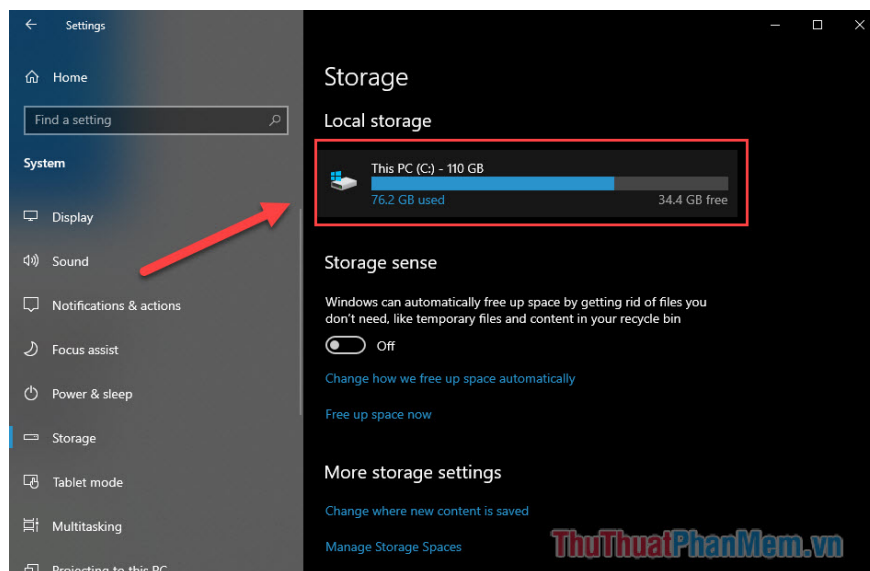 Settings
Home
Find a setting
System
Display
Sound
Notifications & actions
Focus assist
Power & sleep
Storage
Tablet mode
Multitasking
Projecting to this PC
Storage
Local storage
This PC (C:) - 110 GB
76.2 GB used
34.4 GB free
Storage sense
Windows can automatically free up space by getting rid of files you
don't need, like temporary files and content in your recycle bin
Off
Change how we free up space automatically
Free up space now
More storage settings
Change where new content is saved
Manage Storage Spaces
ThuThuatPhanMem.vn